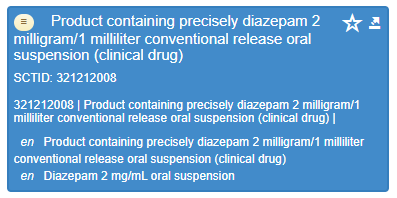 Product containing precisely diazepam 2
milligram/1 milliliter conventional release oral
suspension (clinical drug)
SCTID: 321212008
321212008 | Product containing precisely diazepam 2 milligram/1
milliliter conventional release oral suspension (clinical drug) |
en Product containing precisely diazepam 2 milligram/1 milliliter
conventional release oral suspension (clinical drug)
en Diazepam 2 mg/mL oral suspension